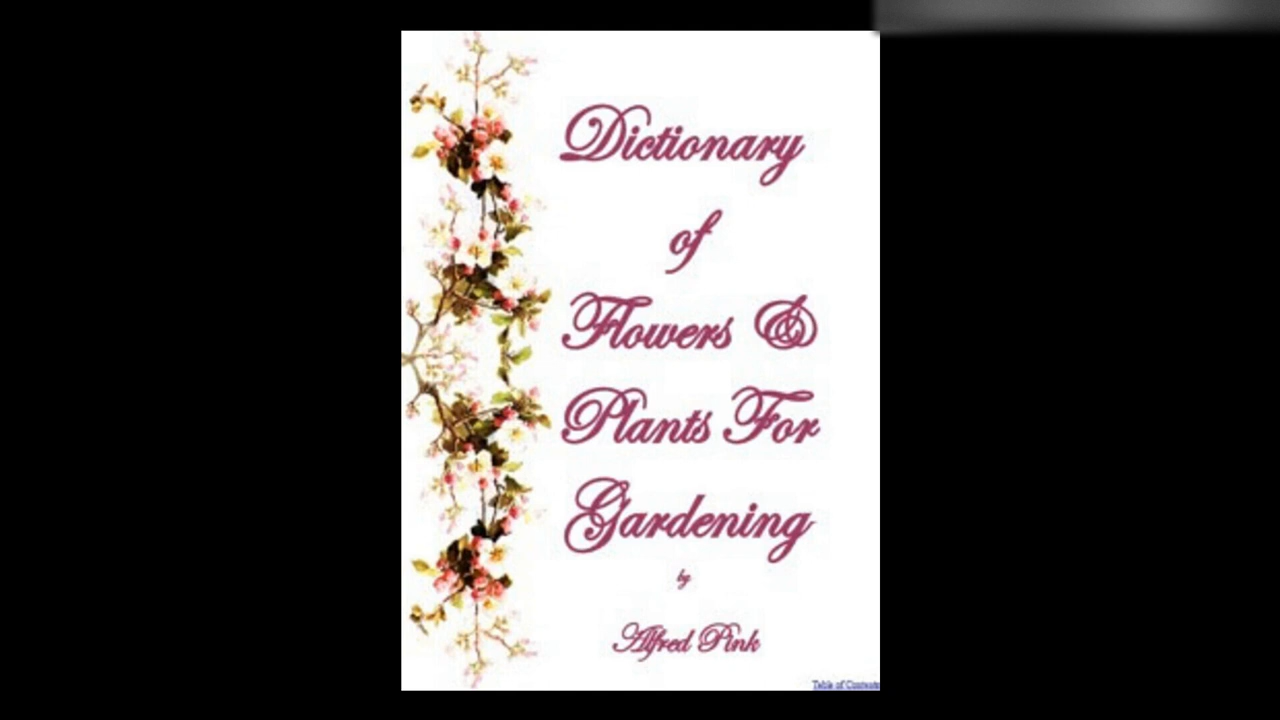 Dictionary
of
Flowers &
Plants For
Gardening
by
Alfred Pink
Table of Contents